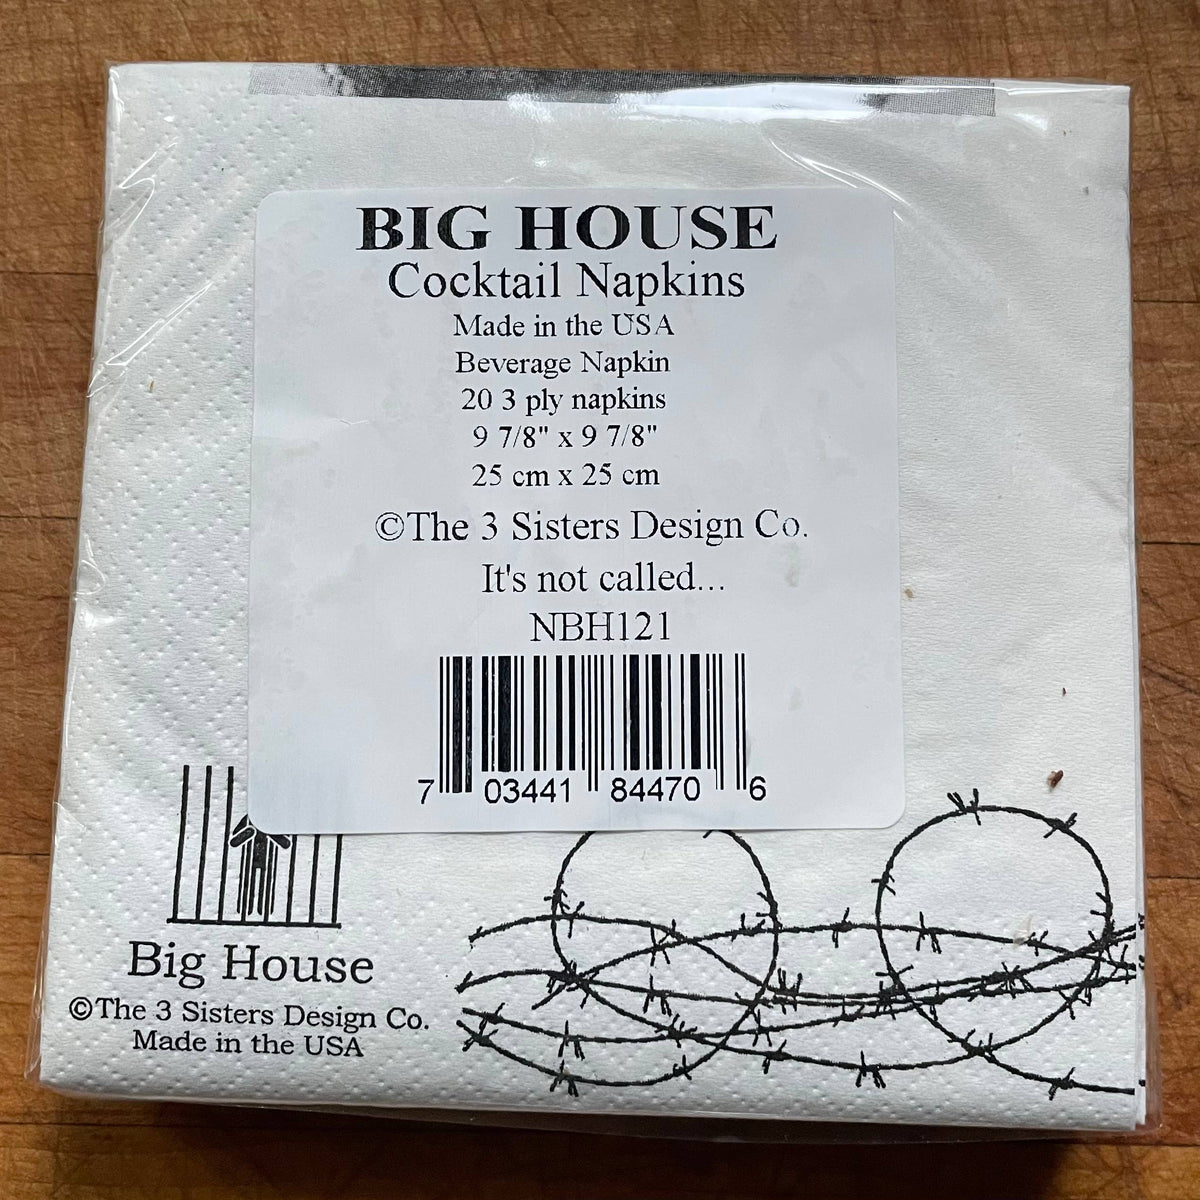 BIG HOUSE
Cocktail Napkins
Made in the USA
Beverage Napkin
20 3 ply napkins
9 7/8" x 9 7/8"
25 cm x 25 cm
©The 3 Sisters Design Co.
It's not called...
NBH121
7 03441 84470 6
Big House
©The 3 Sisters Design Co.
Made in the USA